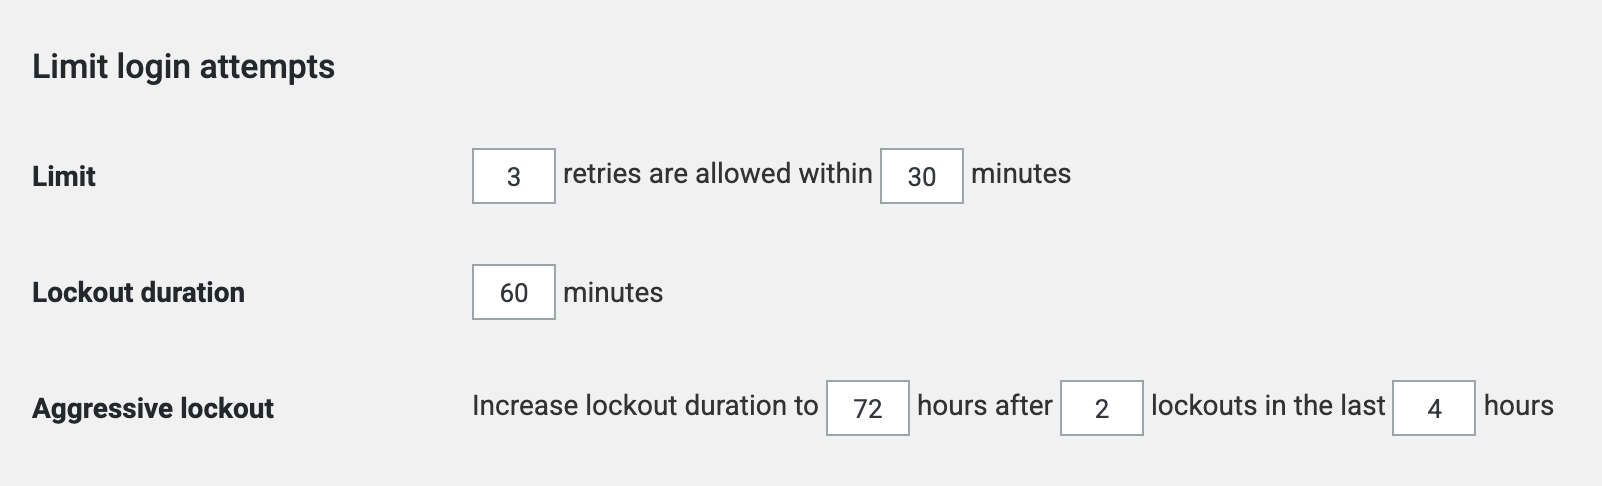 Limit login attempts
Limit 3 retries are allowed within 30 minutes
Lockout duration 60 minutes
Aggressive lockout Increase lockout duration to 72 hours after 2 lockouts in the last 4 hours